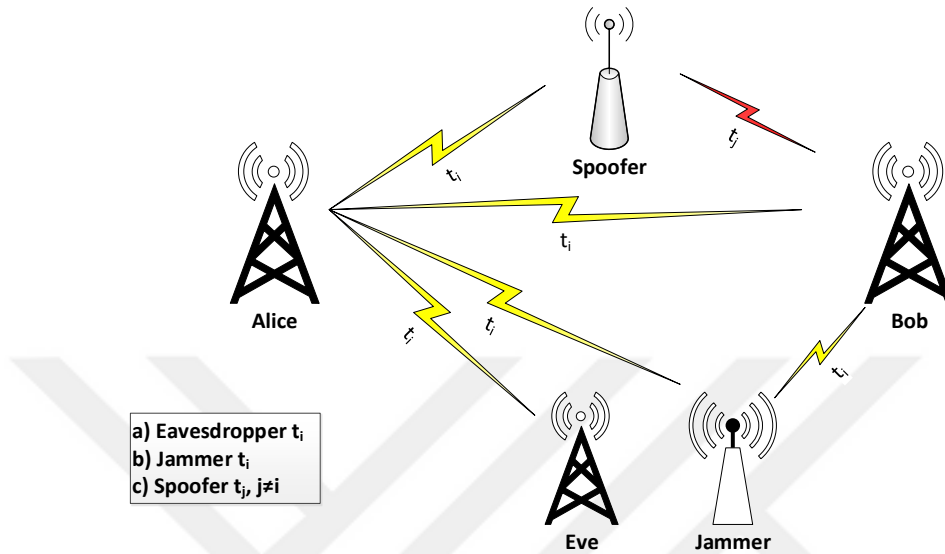 Spoofer
tᵢ
tⱼ
tᵢ
Alice
Bob
tᵢ
tᵢ
tᵢ
a) Eavesdropper tᵢ
b) Jammer tᵢ
c) Spoofer tⱼ, j≠i
Eve
Jammer